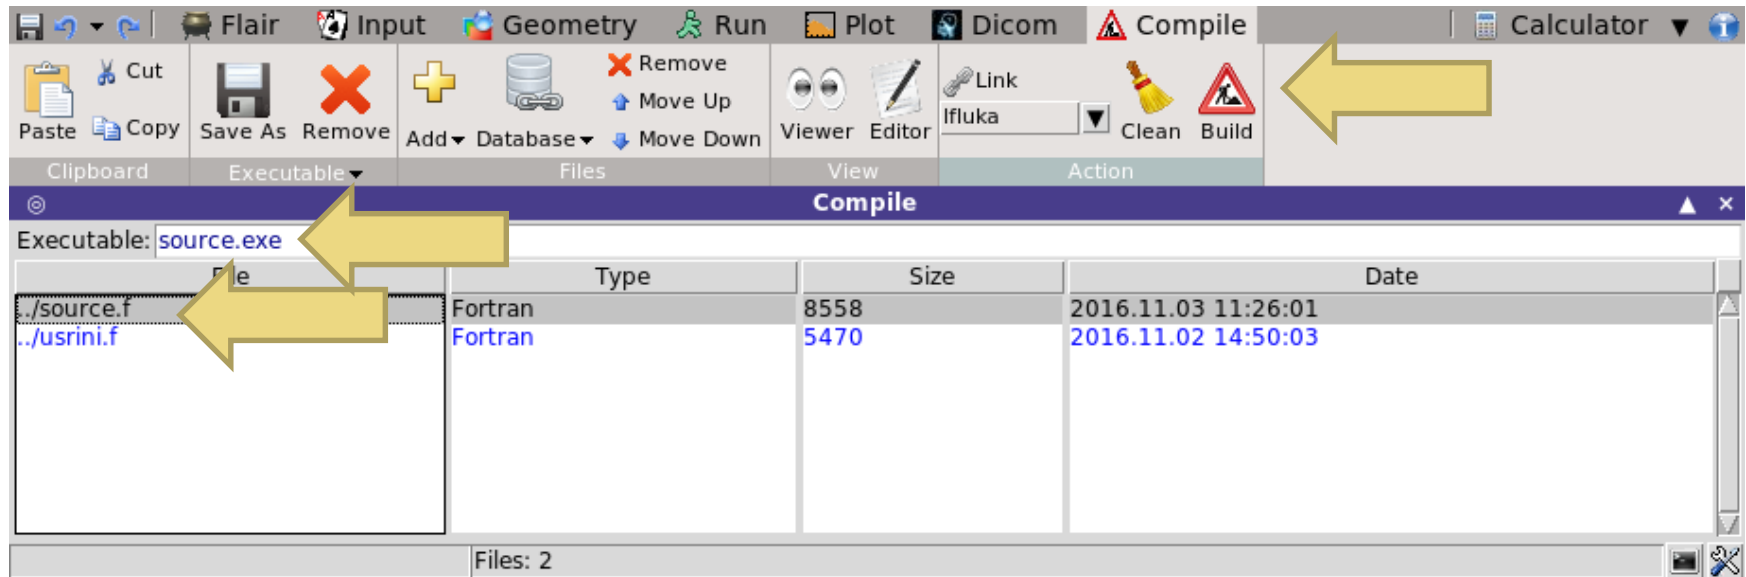 Flair Input Geometry Run Plot Dicom Compile Calculator
Cut Remove
Link
Move Up
lfluka
Copy
Paste Save As Remove Add Database Move Down Viewer Editor Clean Build
Clipboard Executable Files View Action
Compile
Executable: source.exe
Type Size Date
../source.f Fortran 8558 2016.11.03 11:26:01
../usrini.f Fortran 5470 2016.11.02 14:50:03
Files: 2